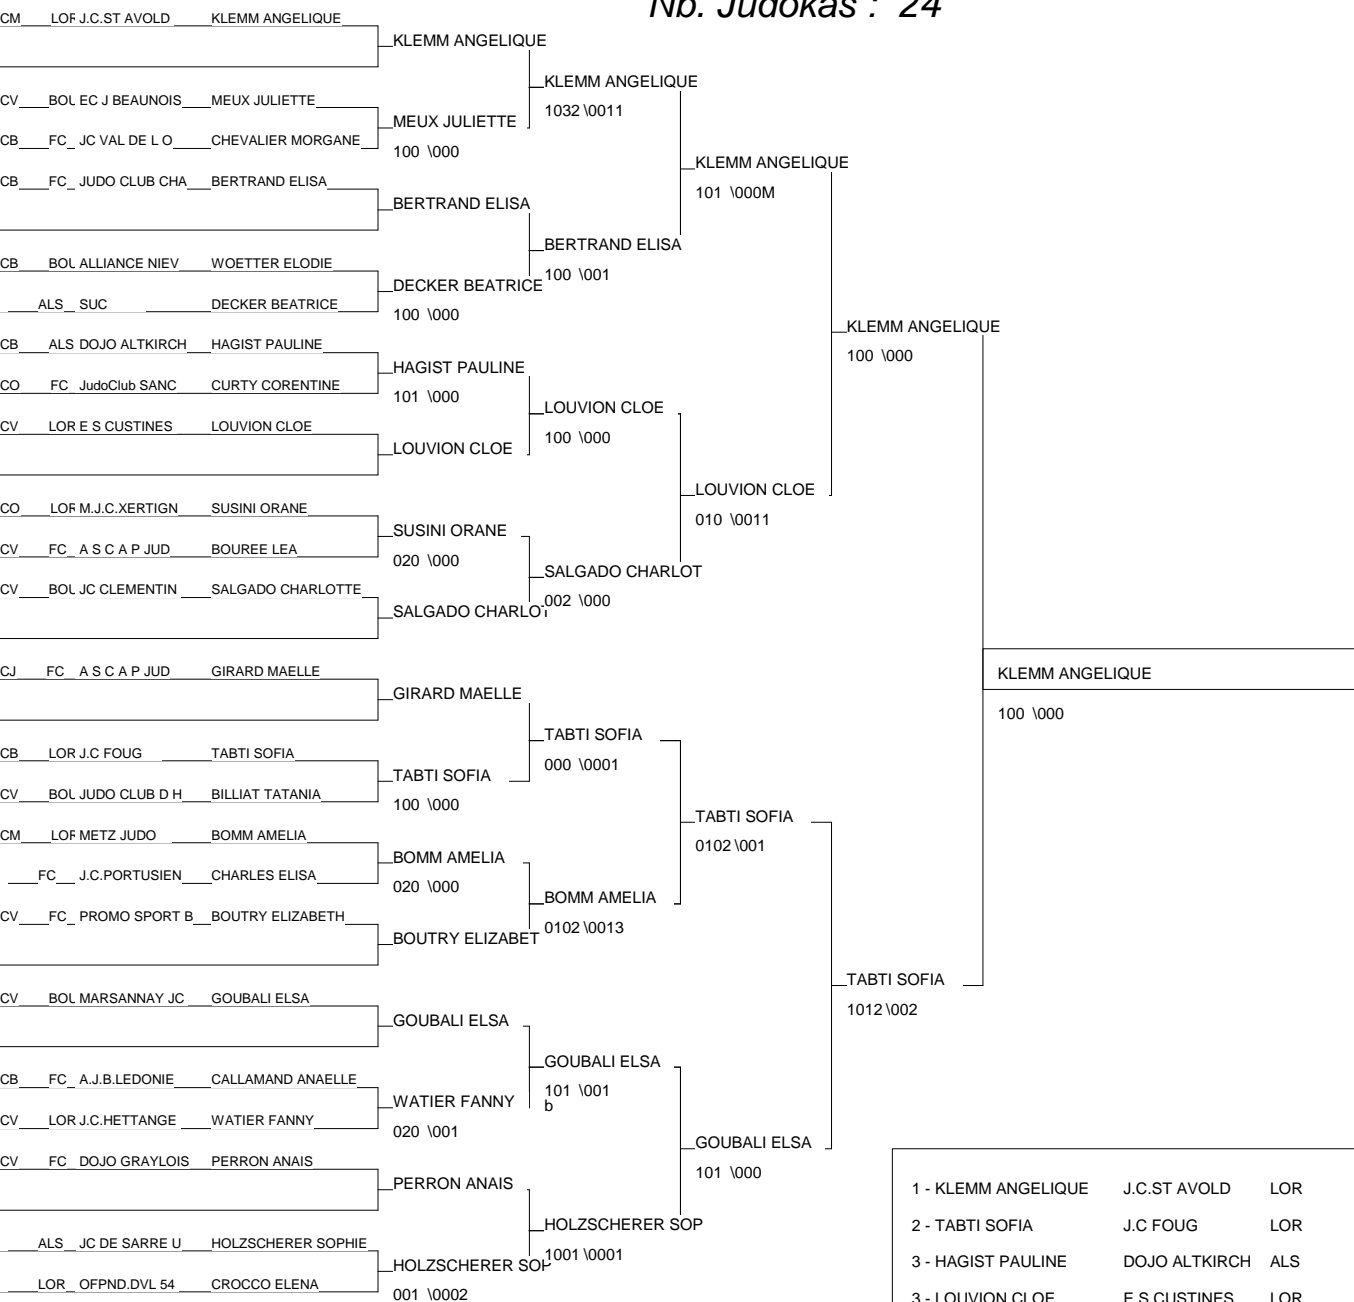 Nb. Judokas : 24
CM LOR J.C.ST AVOLD KLEMM ANGELIQUE
KLEMM ANGELIQUE
KLEMM ANGELIQUE
1032 \0011
CV BOU EC J BEAUNOIS MEUX JULIETTE
MEUX JULIETTE
100 \000
CB FC JC VAL DE L O CHEVALIER MORGANE
KLEMM ANGELIQUE
101 \000M
CB FC JUDO CLUB CHA BERTRAND ELISA
BERTRAND ELISA
BERTRAND ELISA
100 \001
CB BOU ALLIANCE NIEV WOETTER ELODIE
DECKER BEATRICE
100 \000
ALS SUC DECKER BEATRICE
KLEMM ANGELIQUE
100 \000
CB ALS DOJO ALTKIRCH HAGIST PAULINE
HAGIST PAULINE
101 \000
CO FC JudoClub SANC CURTY CORENTINE
LOUVION CLOE
100 \000
CV LOR E S CUSTINES LOUVION CLOE
LOUVION CLOE
LOUVION CLOE
010 \0011
CO LOR M.J.C.XERTIGN SUSINI ORANE
SUSINI ORANE
020 \000
CV FC A S C A P JUD BOUREE LEA
SALGADO CHARLOT
002 \000
CV BOU JC CLEMENTIN SALGADO CHARLOTTE
SALGADO CHARLOT
KLEMM ANGELIQUE
100 \000
CJ FC A S C A P JUD GIRARD MAELLE
GIRARD MAELLE
TABTI SOFIA
000 \0001
CB LOR J.C FOUG TABTI SOFIA
TABTI SOFIA
100 \000
CV BOU JUDO CLUB D H BILLIAT TATANIA
TABTI SOFIA
0102 \001
CM LOR METZ JUDO BOMM AMELIA
BOMM AMELIA
020 \000
FC J.C.PORTUSIEN CHARLES ELISA
BOMM AMELIA
0102 \0013
CV FC PROMO SPORT B BOUTRY ELIZABETH
BOUTRY ELIZABET
TABTI SOFIA
1012 \002
CV BOU MARSANNAY JC GOUBALI ELSA
GOUBALI ELSA
GOUBALI ELSA
101 \001
b
CB FC A.J.B.LEDONIE CALLAMAND ANAELLE
WATIER FANNY
020 \001
CV LOR J.C.HETTANGE WATIER FANNY
GOUBALI ELSA
101 \000
CV FC DOJO GRAYLOIS PERRON ANAIS
PERRON ANAIS
HOLZSCHERER SOP
1001 \0001
ALS JC DE SARRE U HOLZSCHERER SOPHIE
HOLZSCHERER SOP
001 \0002
LOR OFPND.DVL 54 CROCCO ELENA
1 - KLEMM ANGELIQUE J.C.ST AVOLD LOR
2 - TABTI SOFIA J.C FOUG LOR
3 - HAGIST PAULINE DOJO ALTKIRCH ALS
3 - LOUVION CLOE E S CUSTINES LOR